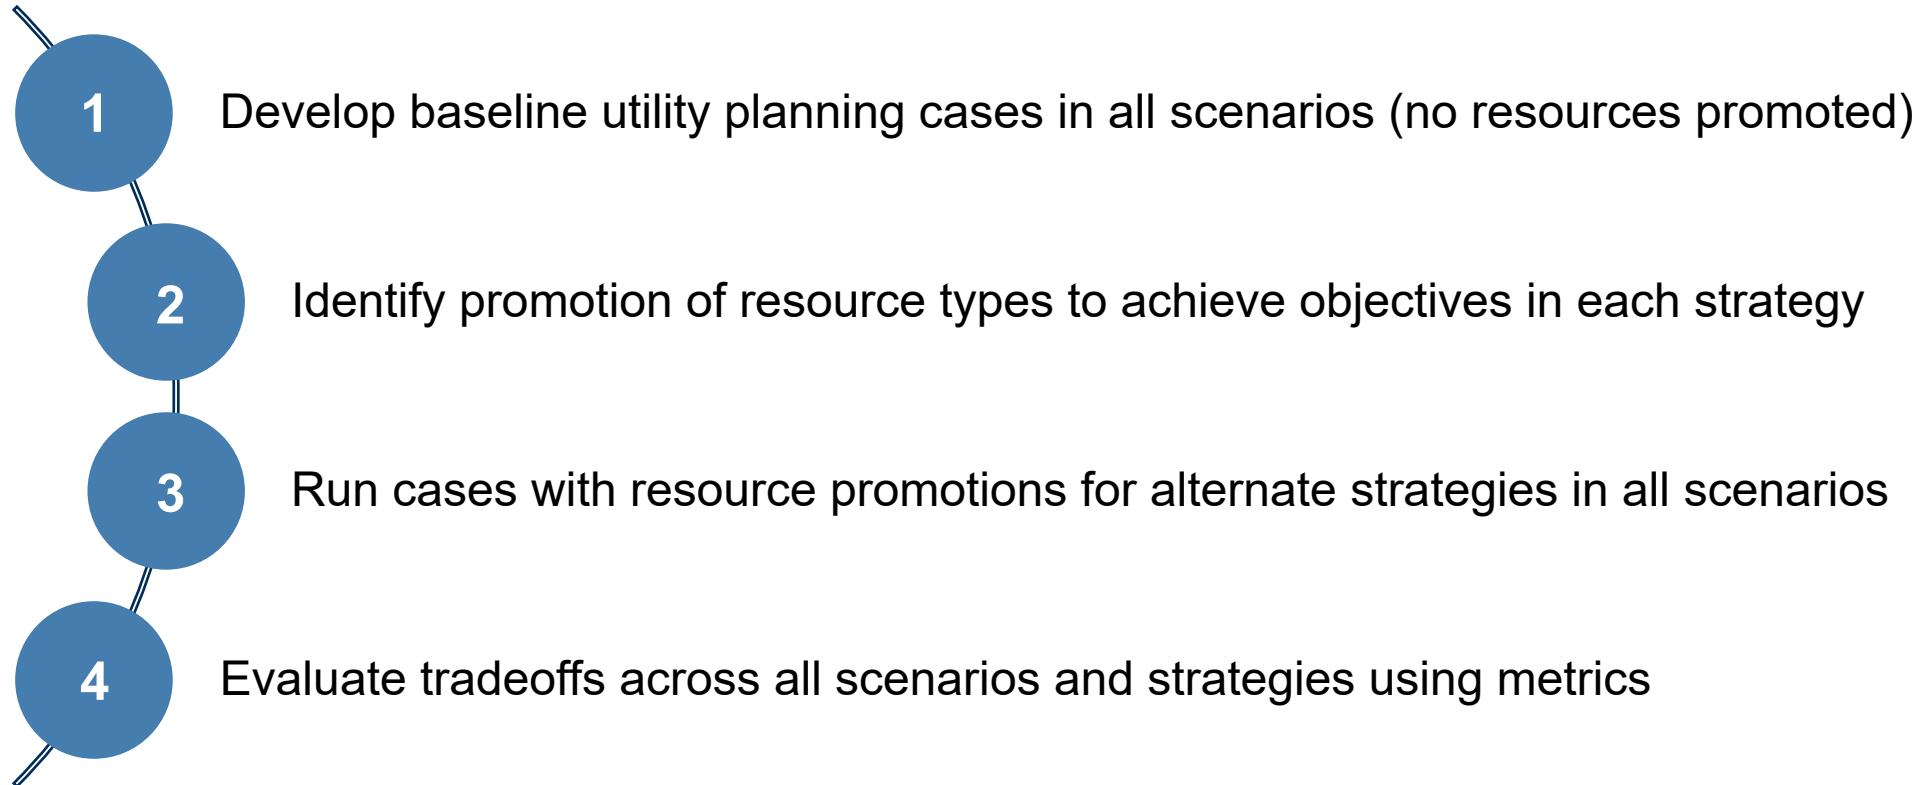 1 Develop baseline utility planning cases in all scenarios (no resources promoted)
2 Identify promotion of resource types to achieve objectives in each strategy
3 Run cases with resource promotions for alternate strategies in all scenarios
4 Evaluate tradeoffs across all scenarios and strategies using metrics